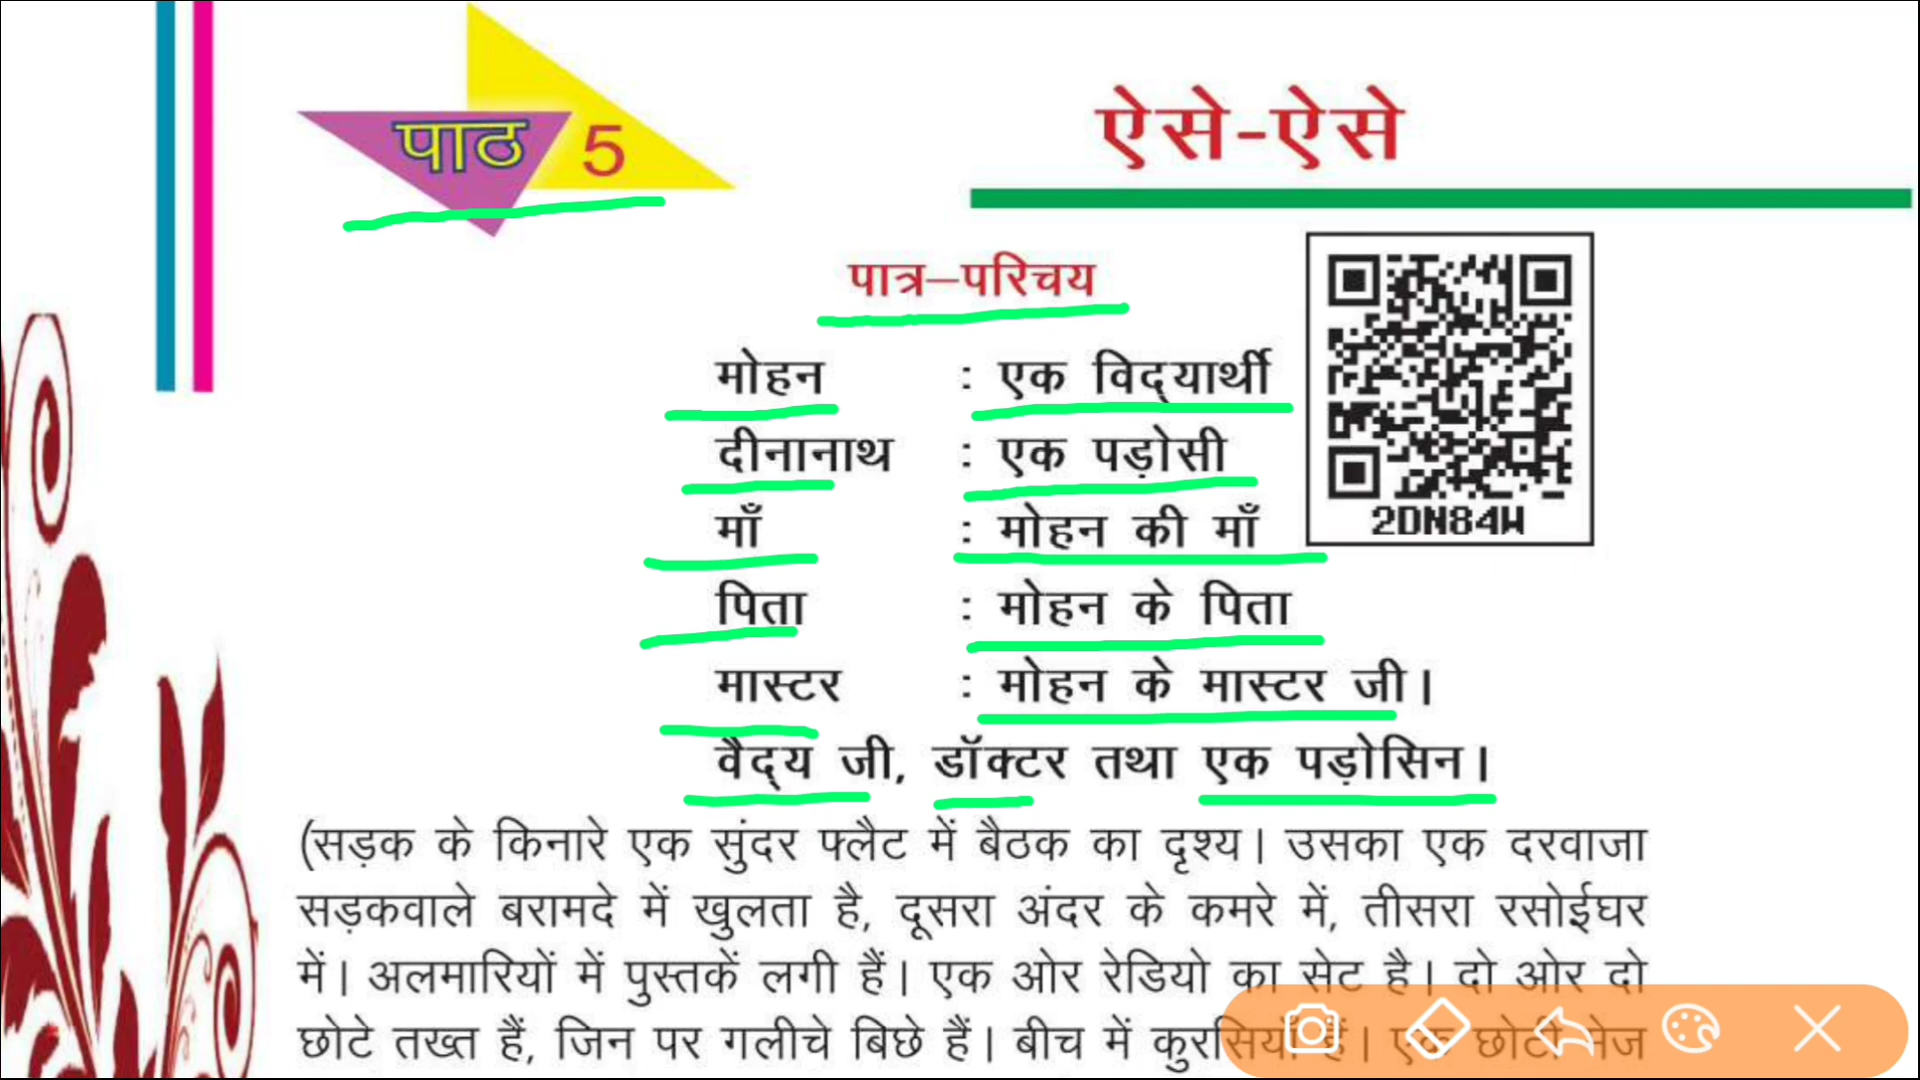 पाठ 5
ऐसे-ऐसे
पात्र–परिचय
मोहन : एक विद्‌यार्थी
दीनानाथ : एक पड़ोसी
माँ : मोहन की माँ
पिता : मोहन के पिता
मास्टर : मोहन के मास्टर जी।
वैद्‌य जी, डॉक्टर तथा एक पड़ोसिन।
2DN84W
(सड़क के किनारे एक सुंदर फ्लैट में बैठक का दृश्य। उसका एक दरवाजा
सड़कवाले बरामदे में खुलता है, दूसरा अंदर के कमरे में, तीसरा रसोईघर
में। अलमारियों में पुस्तकें लगी हैं। एक ओर रेडियो का सेट है। दो ओर दो
छोटे तख्त हैं, जिन पर गलीचे बिछे हैं। बीच में कुरसियाँ हैं। एक छोटी मेज